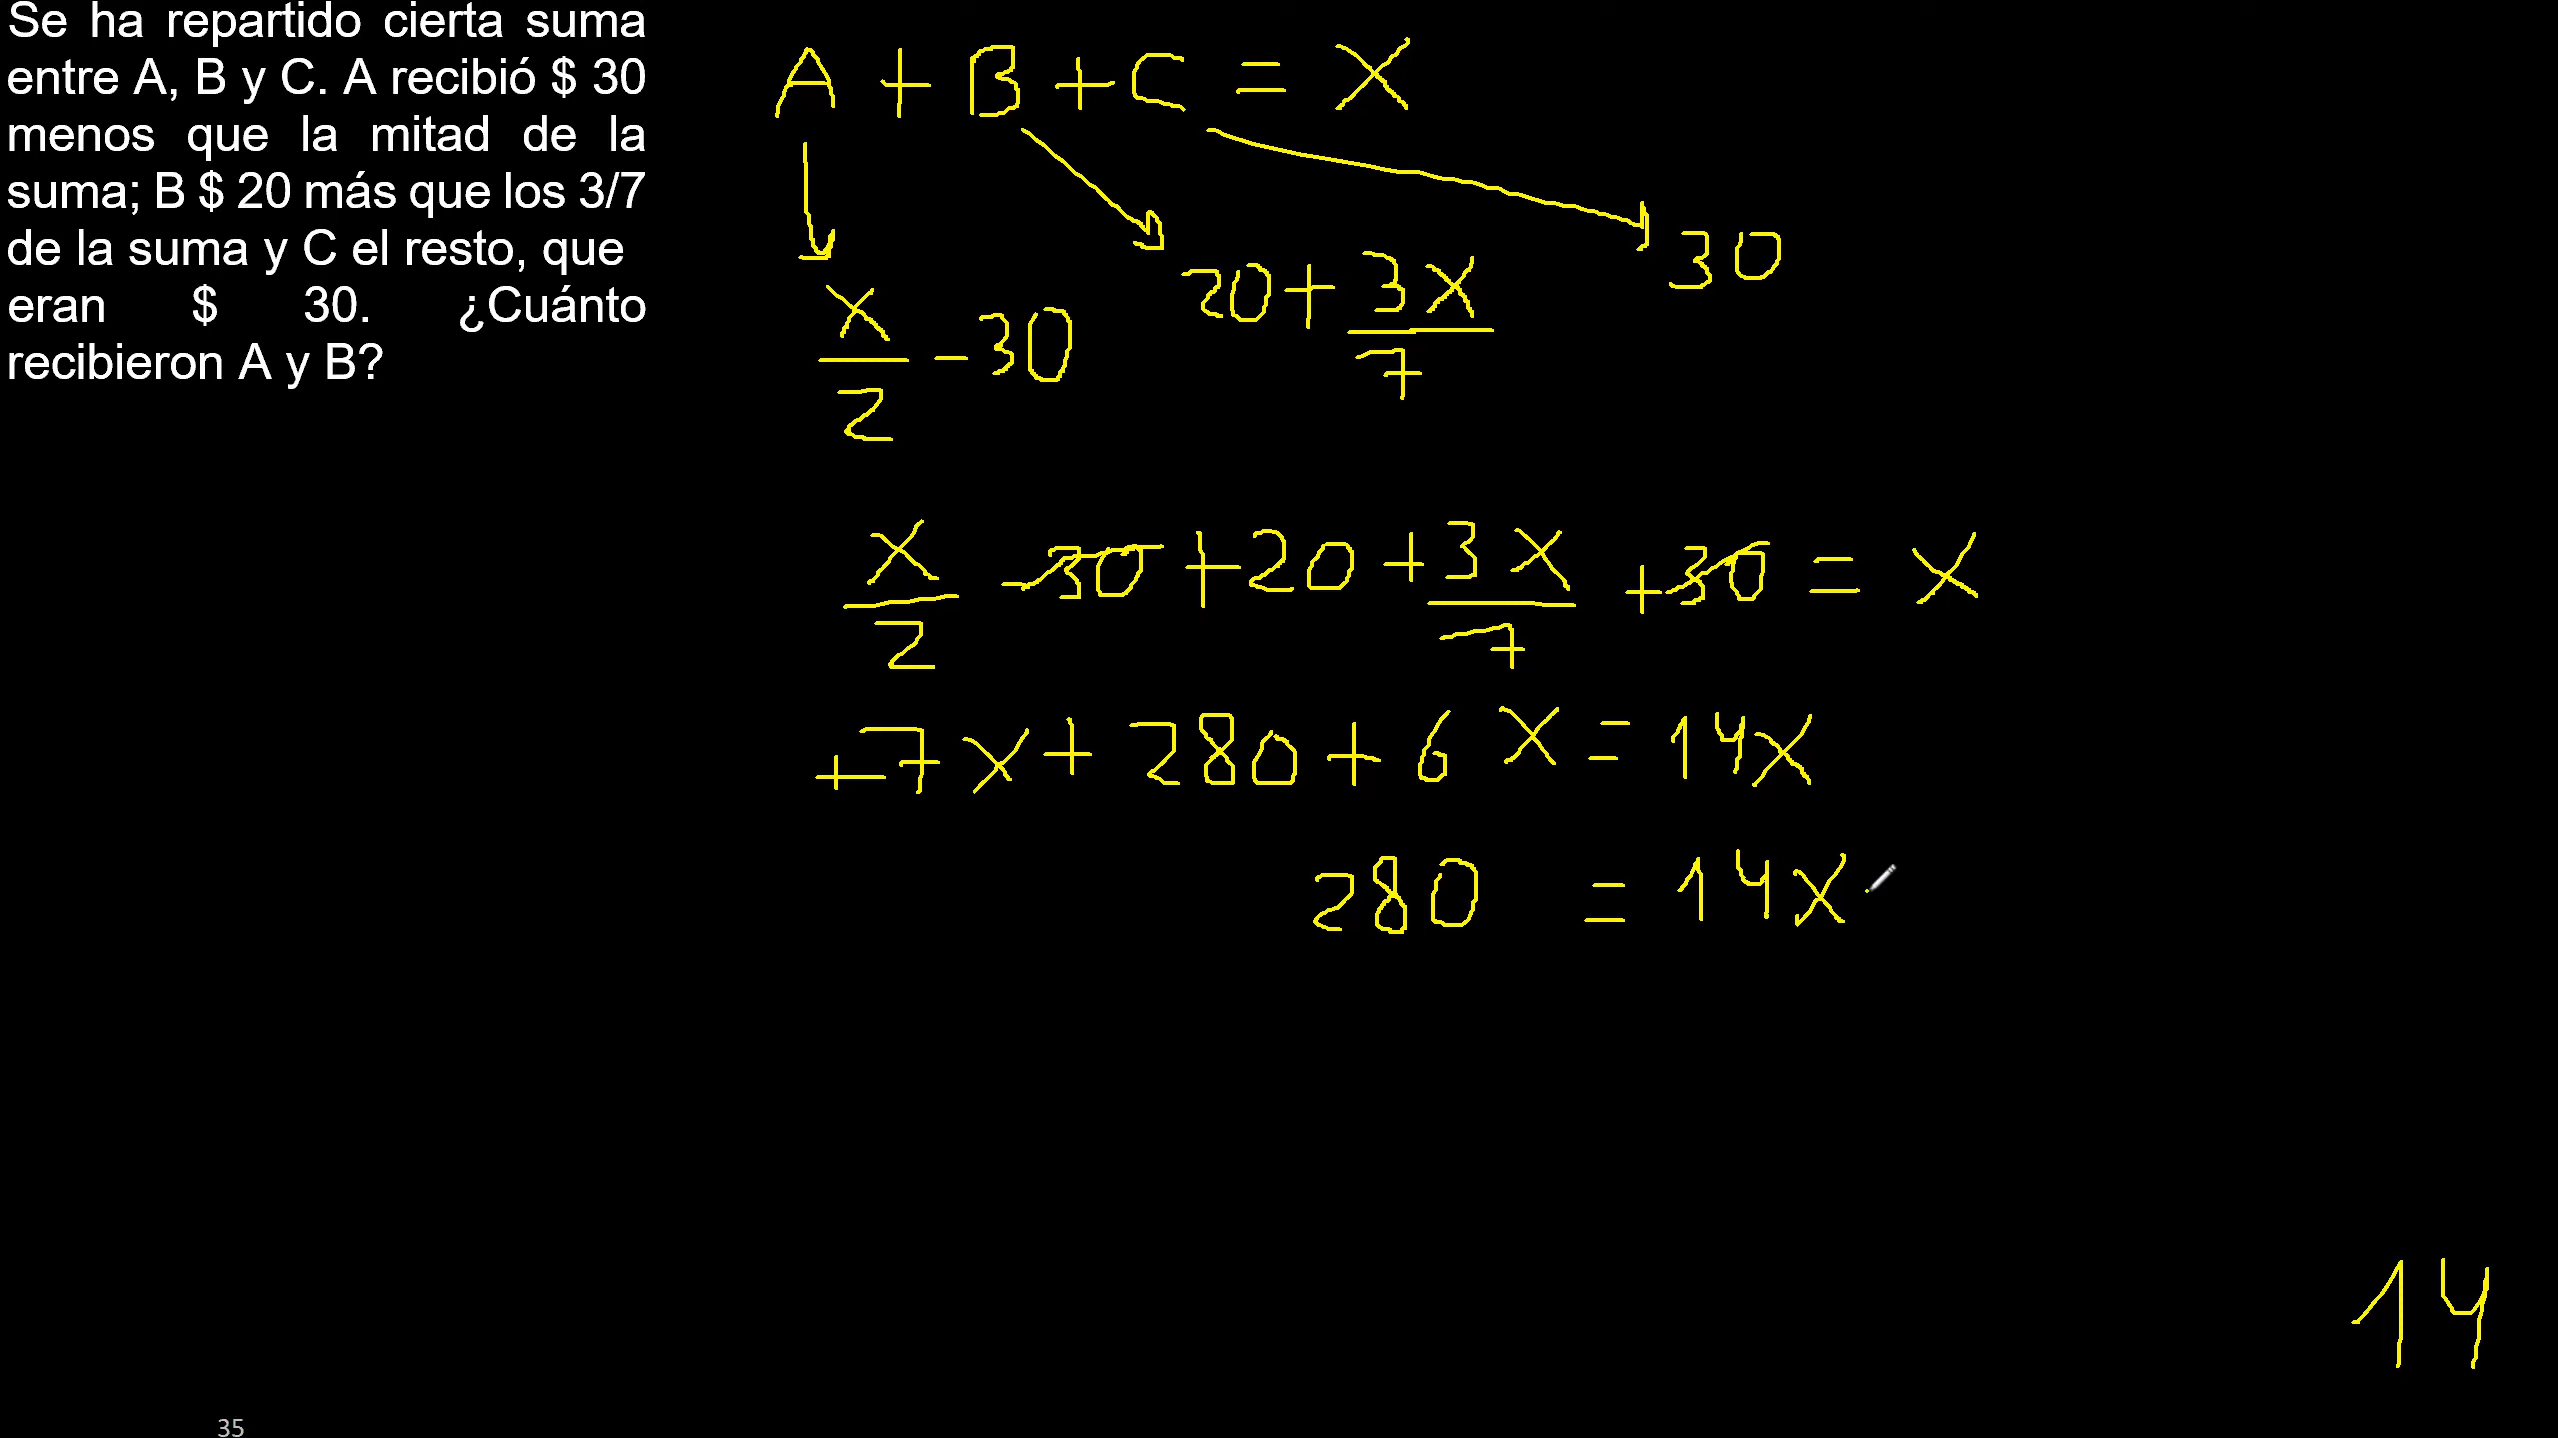 Se ha repartido cierta suma
entre A, B y C. A recibió $ 30
menos que la mitad de la
suma; B $ 20 más que los 3/7
de la suma y C el resto, que
eran $ 30. ¿Cuánto
recibieron A y B?
A + B + C = X
x/2 - 30
20 + 3x/7
30
x/2 - 30 + 20 + 3x/7 + 30 = x
+7x + 280 + 6x = 14x
280 = 14x
14
35